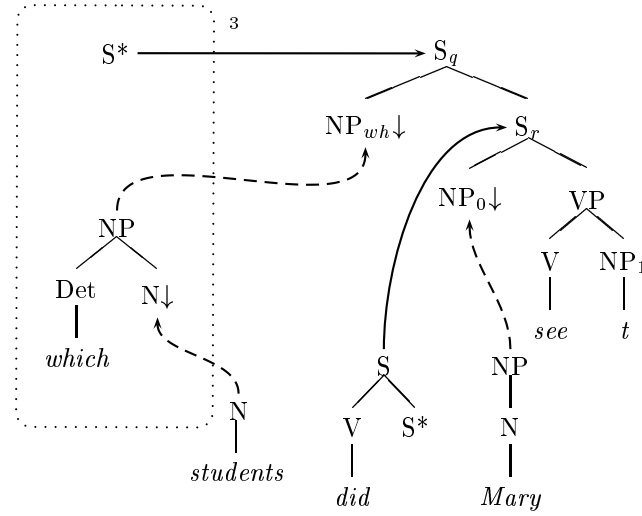 3
S* S_q
NP_wh↓ S_r
NP_0↓ VP
NP
V NP_1
Det N↓
see t
which
S NP
N
V S* N
students
did Mary